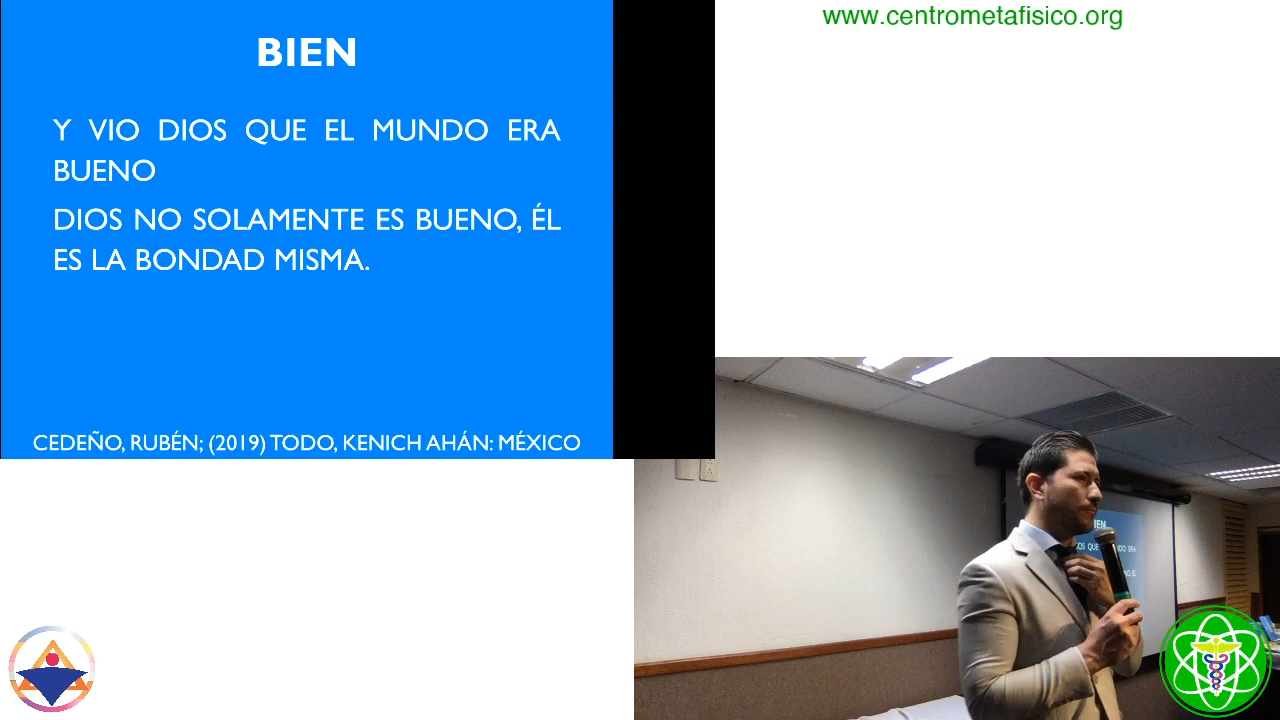 www.centrometafisico.org
BIEN
Y VIO DIOS QUE EL MUNDO ERA
BUENO
DIOS NO SOLAMENTE ES BUENO, ÉL
ES LA BONDAD MISMA.
CEDEÑO, RUBÉN; (2019) TODO, KENICH AHÁN: MÉXICO